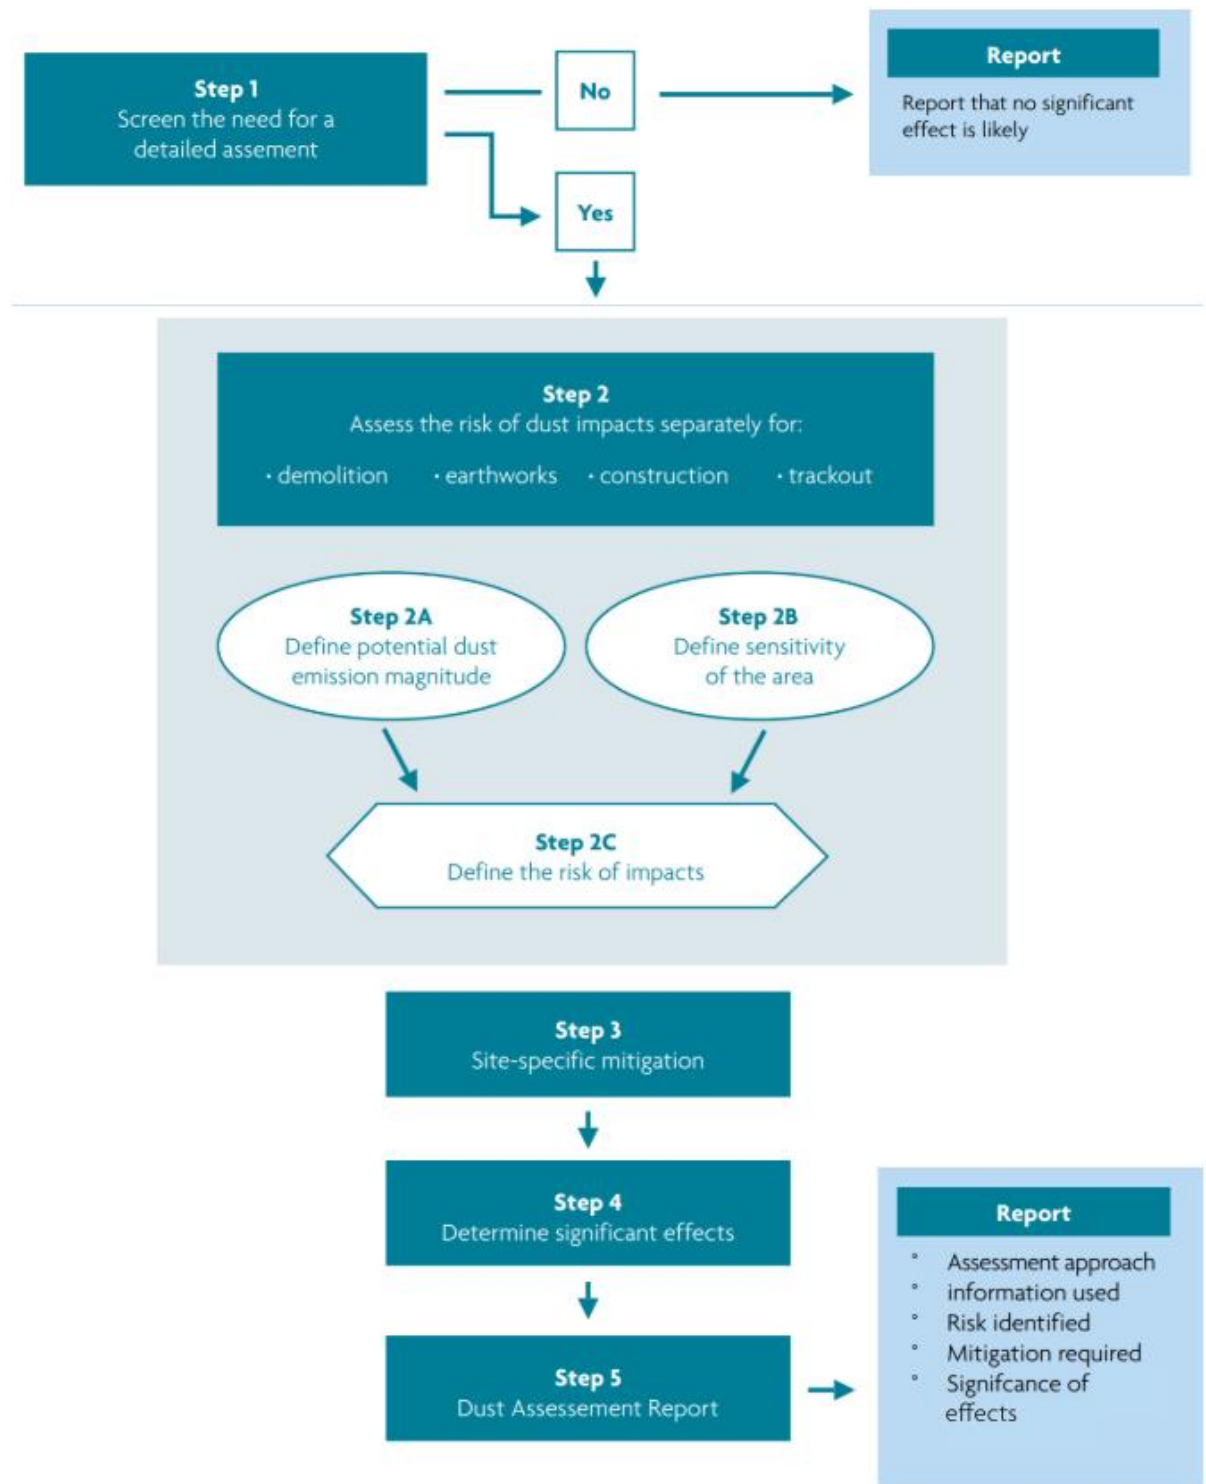 Step 1
Screen the need for a
detailed assement
No
Report
Report that no significant
effect is likely
Yes
Step 2
Assess the risk of dust impacts separately for:
· demolition · earthworks · construction · trackout
Step 2A
Define potential dust
emission magnitude
Step 2B
Define sensitivity
of the area
Step 2C
Define the risk of impacts
Step 3
Site-specific mitigation
Step 4
Determine significant effects
Step 5
Dust Assessement Report
Report
° Assessment approach
° information used
° Risk identified
° Mitigation required
° Signifcance of
effects